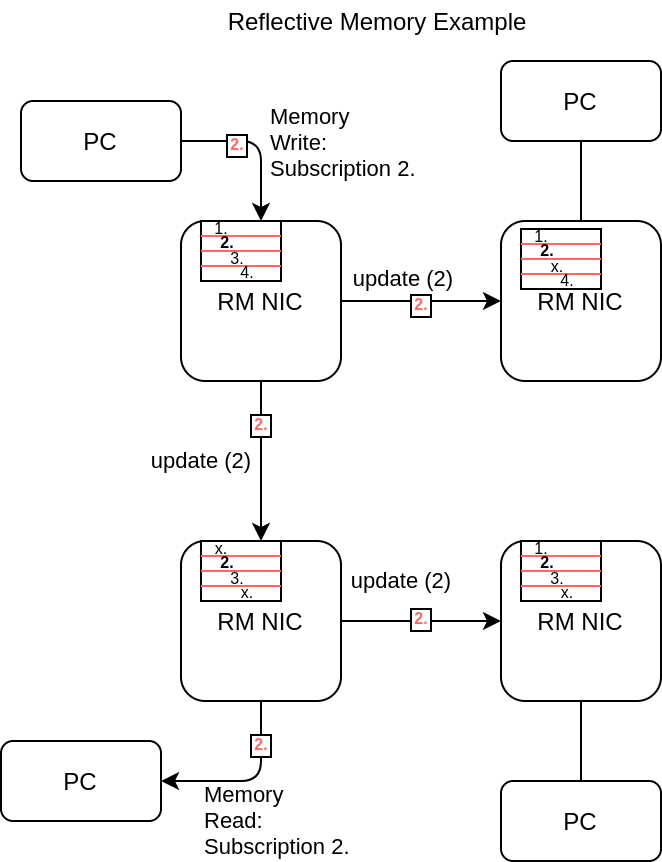 Reflective Memory Example
PC
PC
2.
Memory
Write:
Subscription 2.
1.
2.
3.
4.
RM NIC
update (2)
2.
1.
2.
x.
4.
RM NIC
2.
update (2)
x.
2.
3.
x.
RM NIC
update (2)
2.
1.
2.
3.
x.
RM NIC
2.
PC
Memory
Read:
Subscription 2.
PC